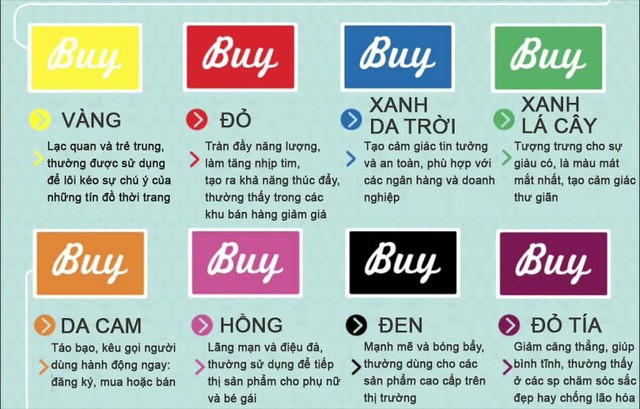 Buy
Buy
Buy
Buy
VÀNG
Lạc quan và trẻ trung,
thường được sử dụng
để lôi kéo sự chú ý của
những tín đồ thời trang
ĐỎ
Tràn đầy năng lượng,
làm tăng nhịp tim,
tạo ra khả năng thúc đẩy,
thường thấy trong các
khu bán hàng giảm giá
XANH
DA TRỜI
Tạo cảm giác tin tưởng
và an toàn, phù hợp với
các ngân hàng và doanh
nghiệp
XANH
LÁ CÂY
Tượng trưng cho sự
giàu có, là màu mát
mắt nhất, tạo cảm giác
thư giãn
Buy
Buy
Buy
Buy
DA CAM
Táo bạo, kêu gọi người
dùng hành động ngay:
đăng ký, mua hoặc bán
HỒNG
Lãng mạn và điệu đà,
thường sử dụng để tiếp
thị sản phẩm cho phụ nữ
và bé gái
ĐEN
Mạnh mẽ và bóng bẩy,
thường dùng cho các
sản phẩm cao cấp trên
thị trường
ĐỎ TÍA
Giảm căng thẳng, giúp
bình tĩnh, thường thấy
ở các sp chăm sóc sắc
đẹp hay chống lão hóa